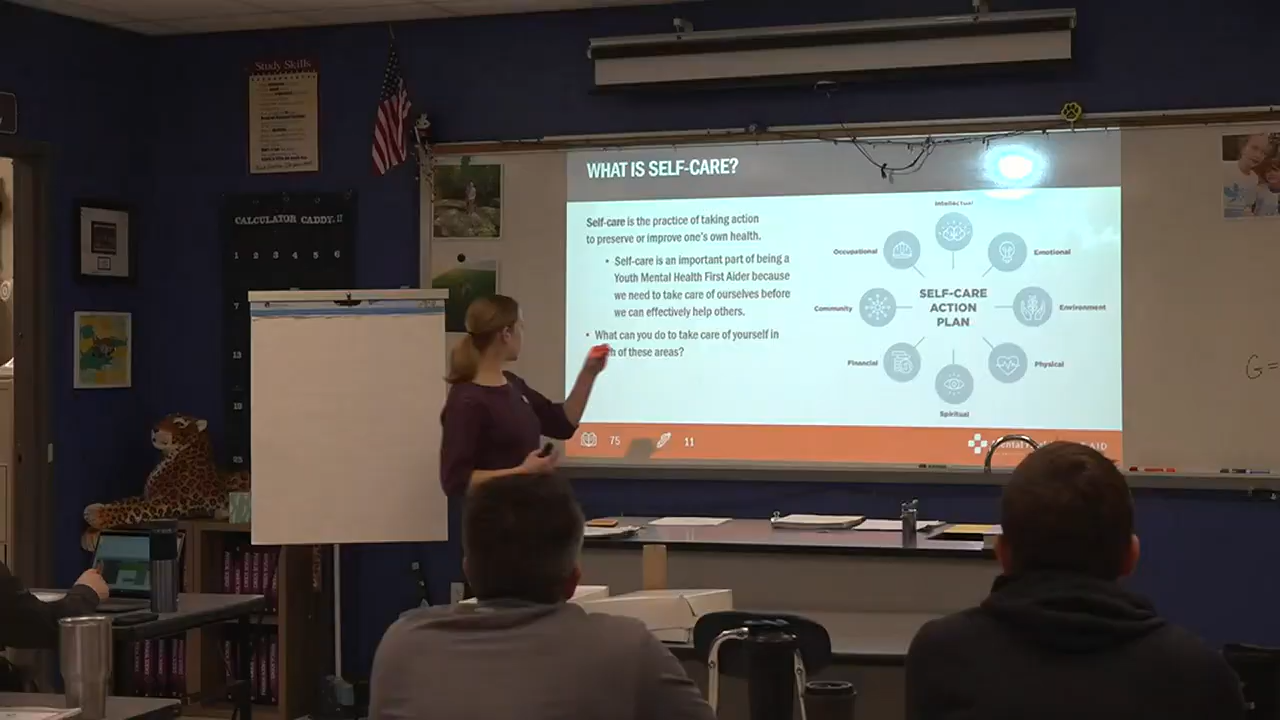 Study Skills
CALCULATOR CADDY
1 2 3 4 5 6
7
13
19
WHAT IS SELF-CARE?
Self-care is the practice of taking action
to preserve or improve one's own health.
• Self-care is an important part of being a
Youth Mental Health First Aider because
we need to take care of ourselves before
we can effectively help others.
• What can you do to take care of yourself in
of these areas?
Intellectual
Occupational
Emotional
Community
SELF-CARE
ACTION
PLAN
Environment
Financial
Physical
Spiritual
75
11
AID
G=